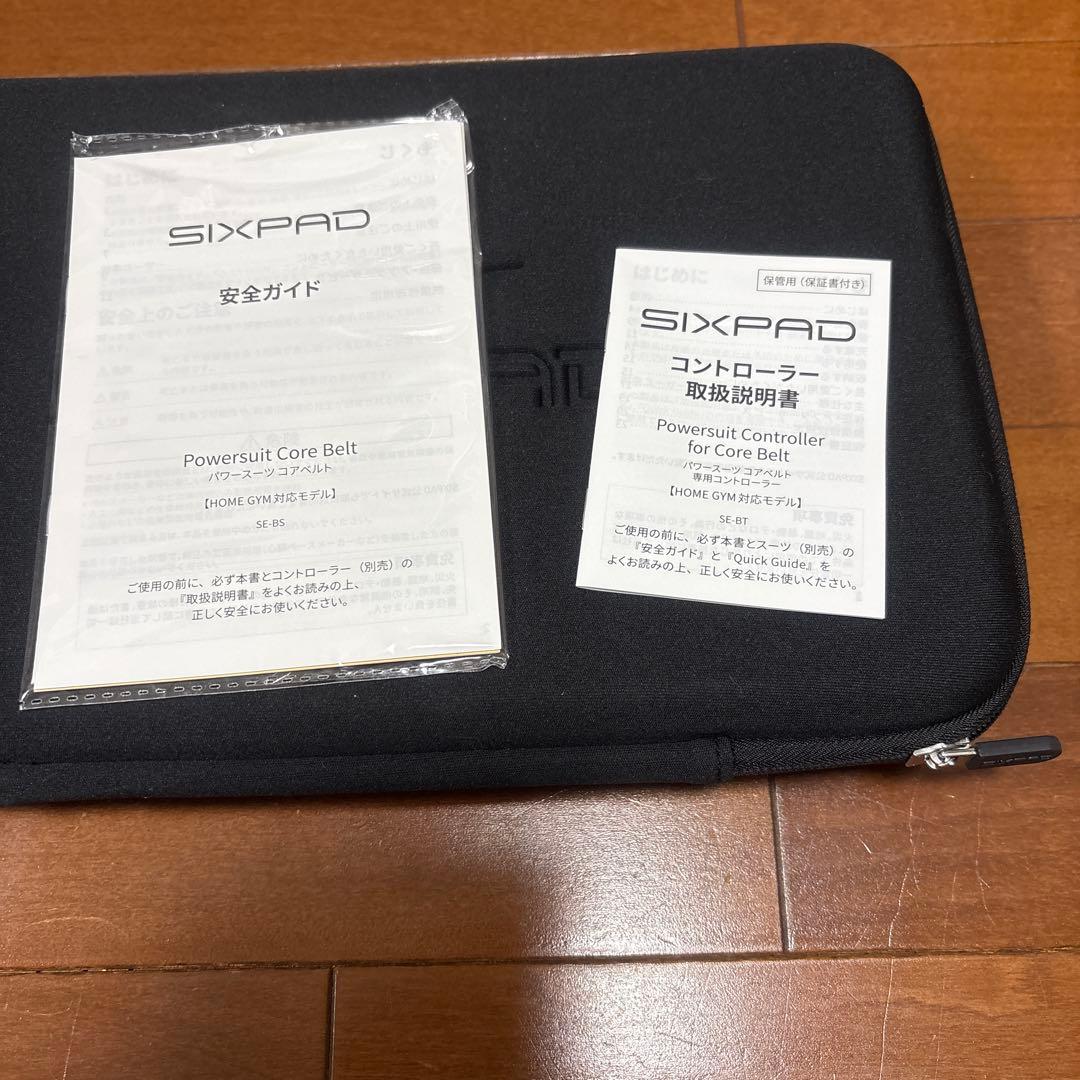 SIXPAD
安全ガイド
Powersuit Core Belt
パワースーツ コアベルト
【HOME GYM 対応モデル】
SE-BS
ご使用の前に、必ず本書とコントローラー（別売）の
『取扱説明書』をよくお読みの上、
正しく安全にお使いください。
保管用（保証書付き）
SIXPAD
コントローラー
取扱説明書
Powersuit Controller
for Core Belt
パワースーツ コアベルト
専用コントローラー
【HOME GYM 対応モデル】
SE-BT
ご使用の前に、必ず本書とスーツ（別売）の
『安全ガイド』と『Quick Guide』を
よくお読みの上、正しく安全にお使いください。